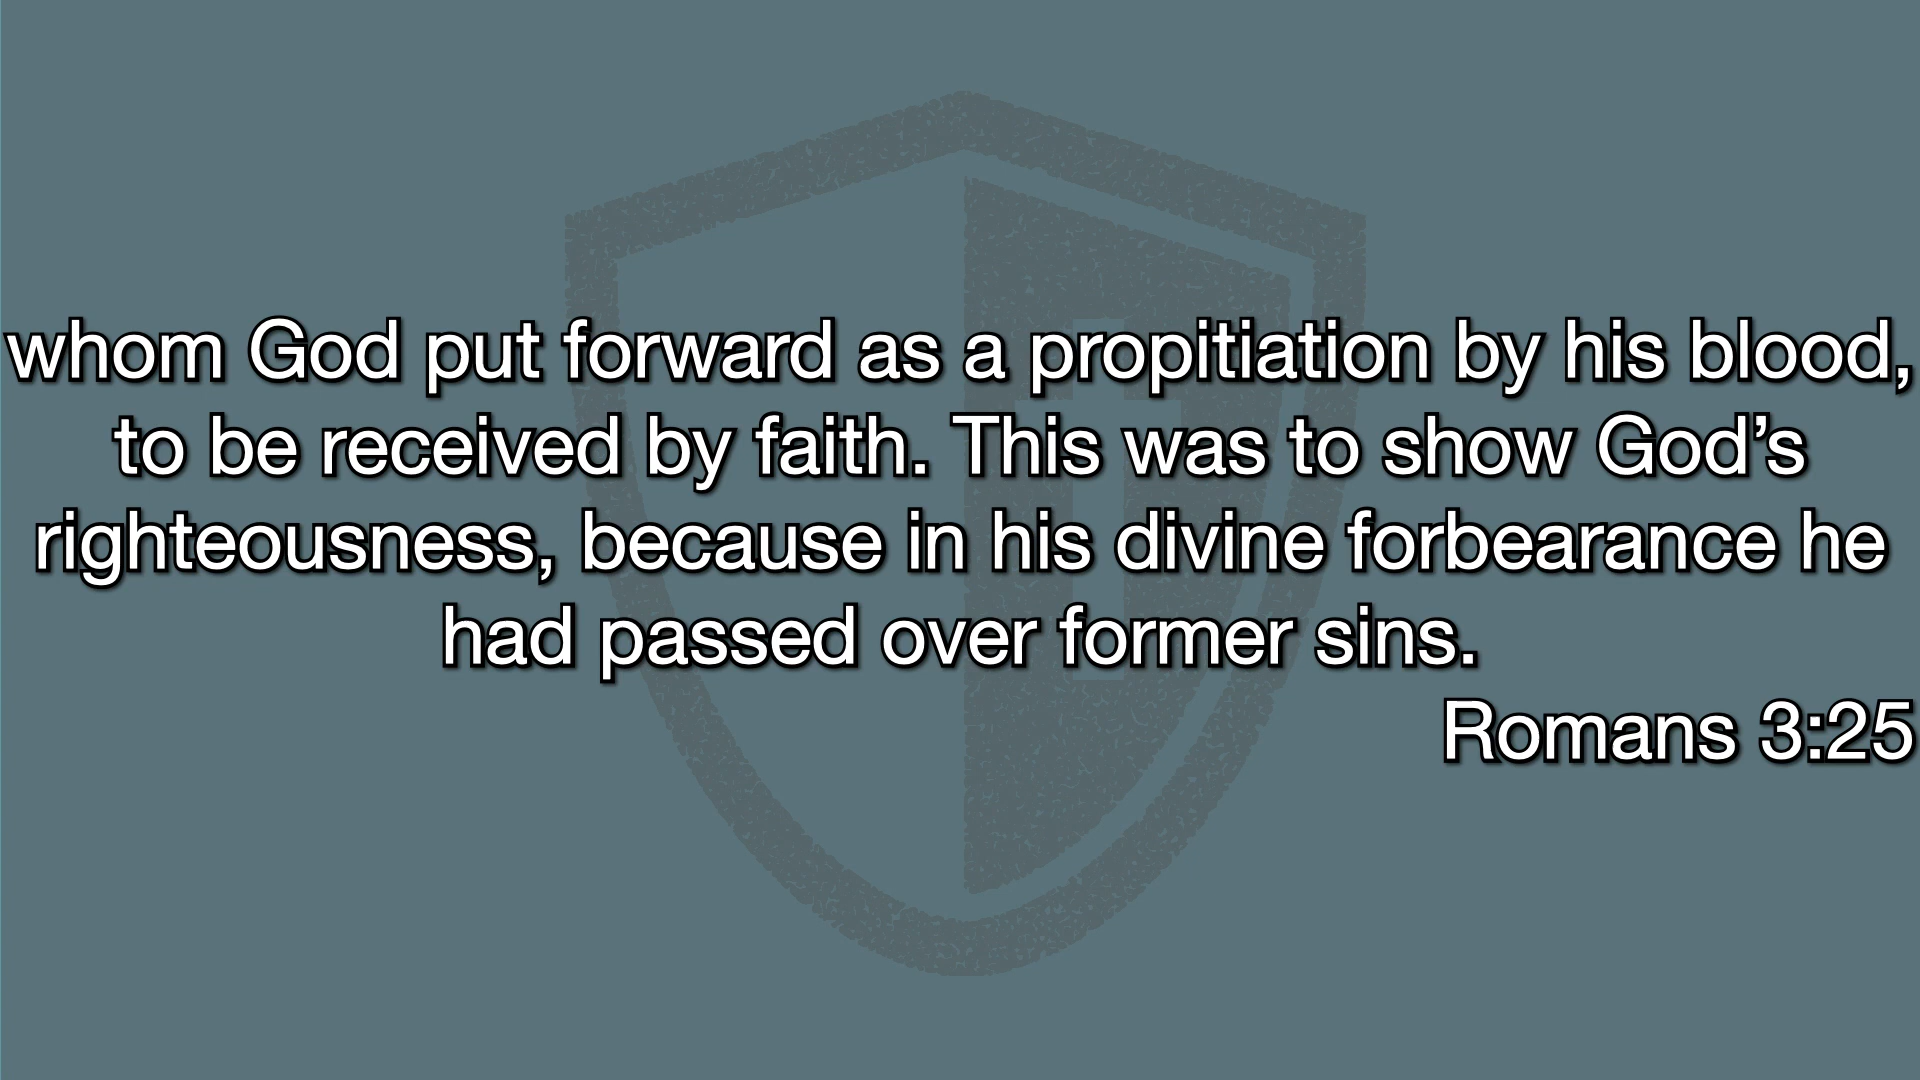 whom God put forward as a propitiation by his blood,
to be received by faith. This was to show God’s
righteousness, because in his divine forbearance he
had passed over former sins.
Romans 3:25